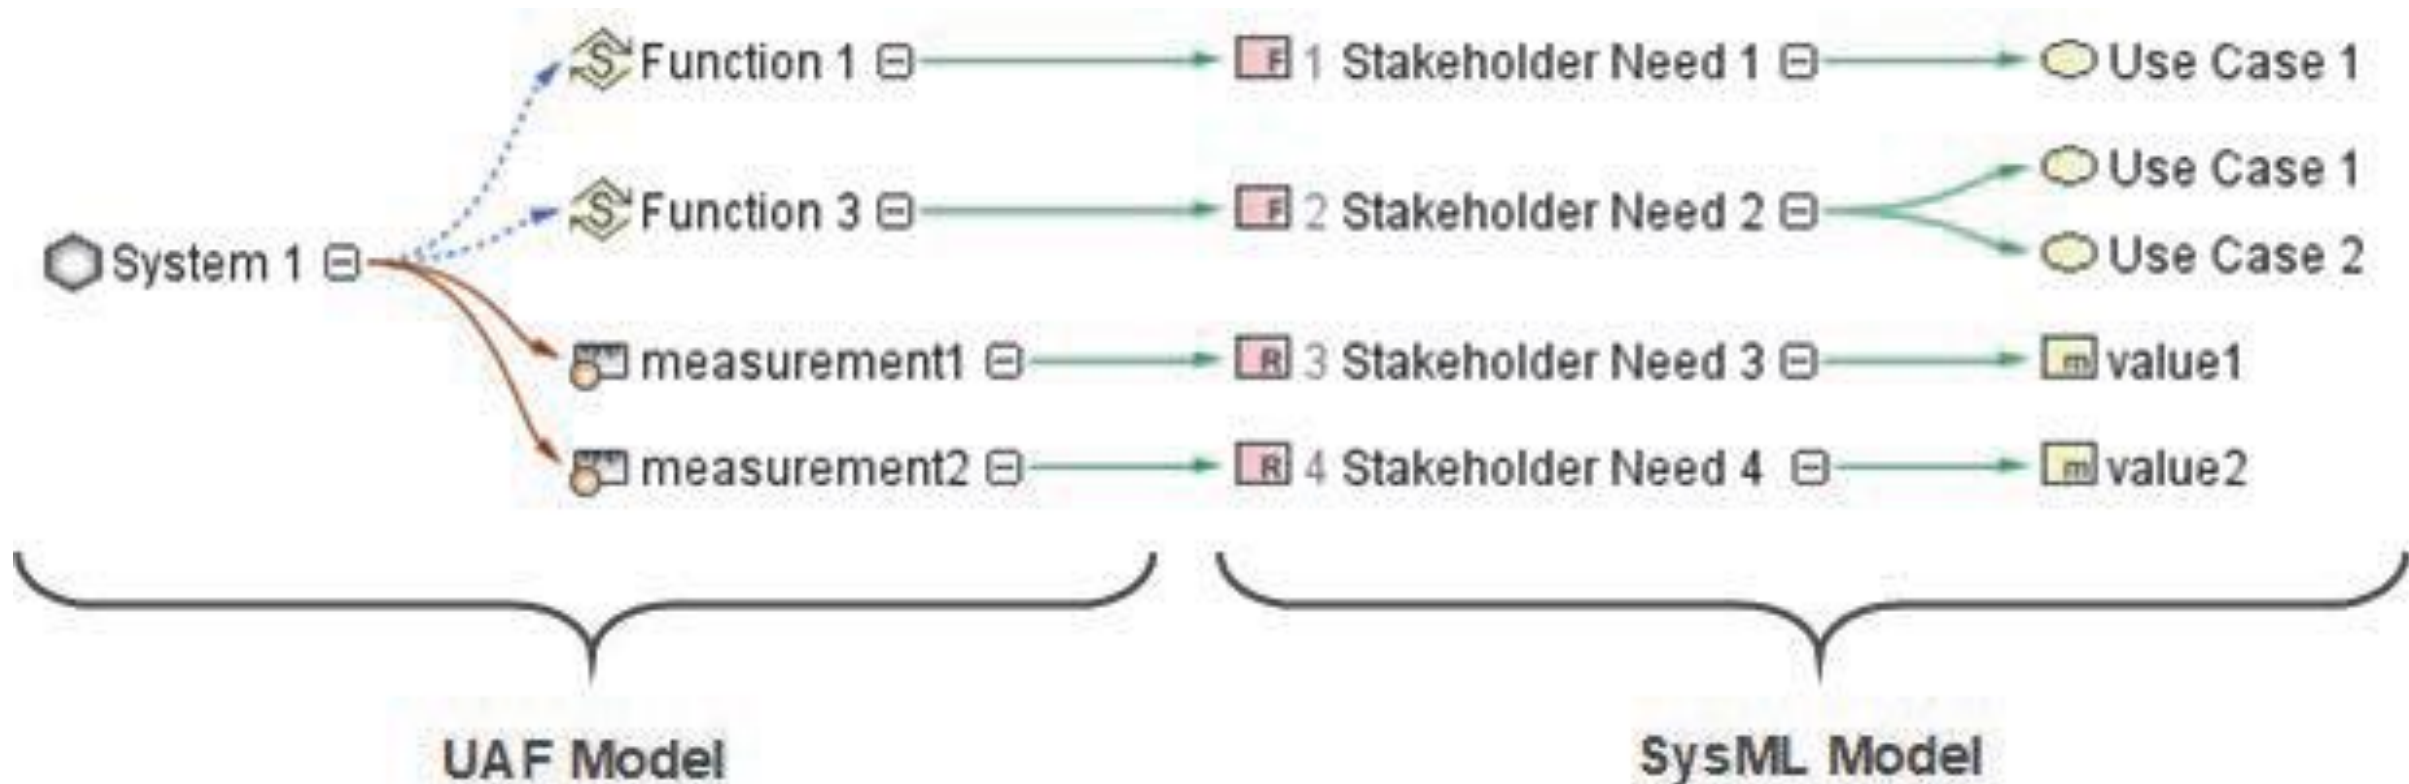 S Function 1
F 1 Stakeholder Need 1
Use Case 1
Use Case 1
S Function 3
F 2 Stakeholder Need 2
Use Case 2
System 1
measurement1
R 3 Stakeholder Need 3
m value1
measurement2
R 4 Stakeholder Need 4
m value2
UAF Model
SysML Model